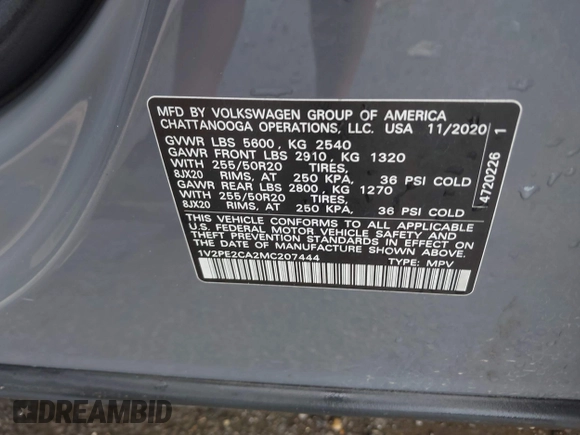 MFD BY VOLKSWAGEN GROUP OF AMERICA
CHATTANOOGA OPERATIONS, LLC. USA 11/2020
GVWR LBS 5600, KG 2540
GAWR FRONT LBS 2910, KG 1320
WITH 255/50R20 TIRES,
8JX20 RIMS, AT 250 KPA, 36 PSI COLD
GAWR REAR LBS 2800, KG 1270
WITH 255/50R20 TIRES,
8JX20 RIMS, AT 250 KPA, 36 PSI COLD
THIS VEHICLE CONFORMS TO ALL APPLICABLE
U.S. FEDERAL MOTOR VEHICLE SAFETY AND
THEFT PREVENTION STANDARDS IN EFFECT ON
THE DATE OF MANUFACTURE SHOWN ABOVE.
1V2PE2CA2MC207444 TYPE: MPV
4720226 1
DREAMBID